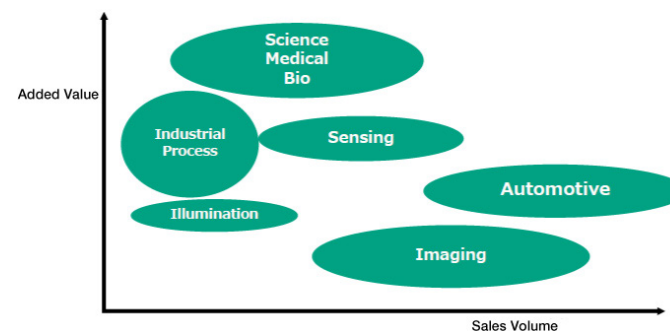 Science
Medical
Bio
Added Value
Industrial
Process
Sensing
Automotive
Illumination
Imaging
Sales Volume